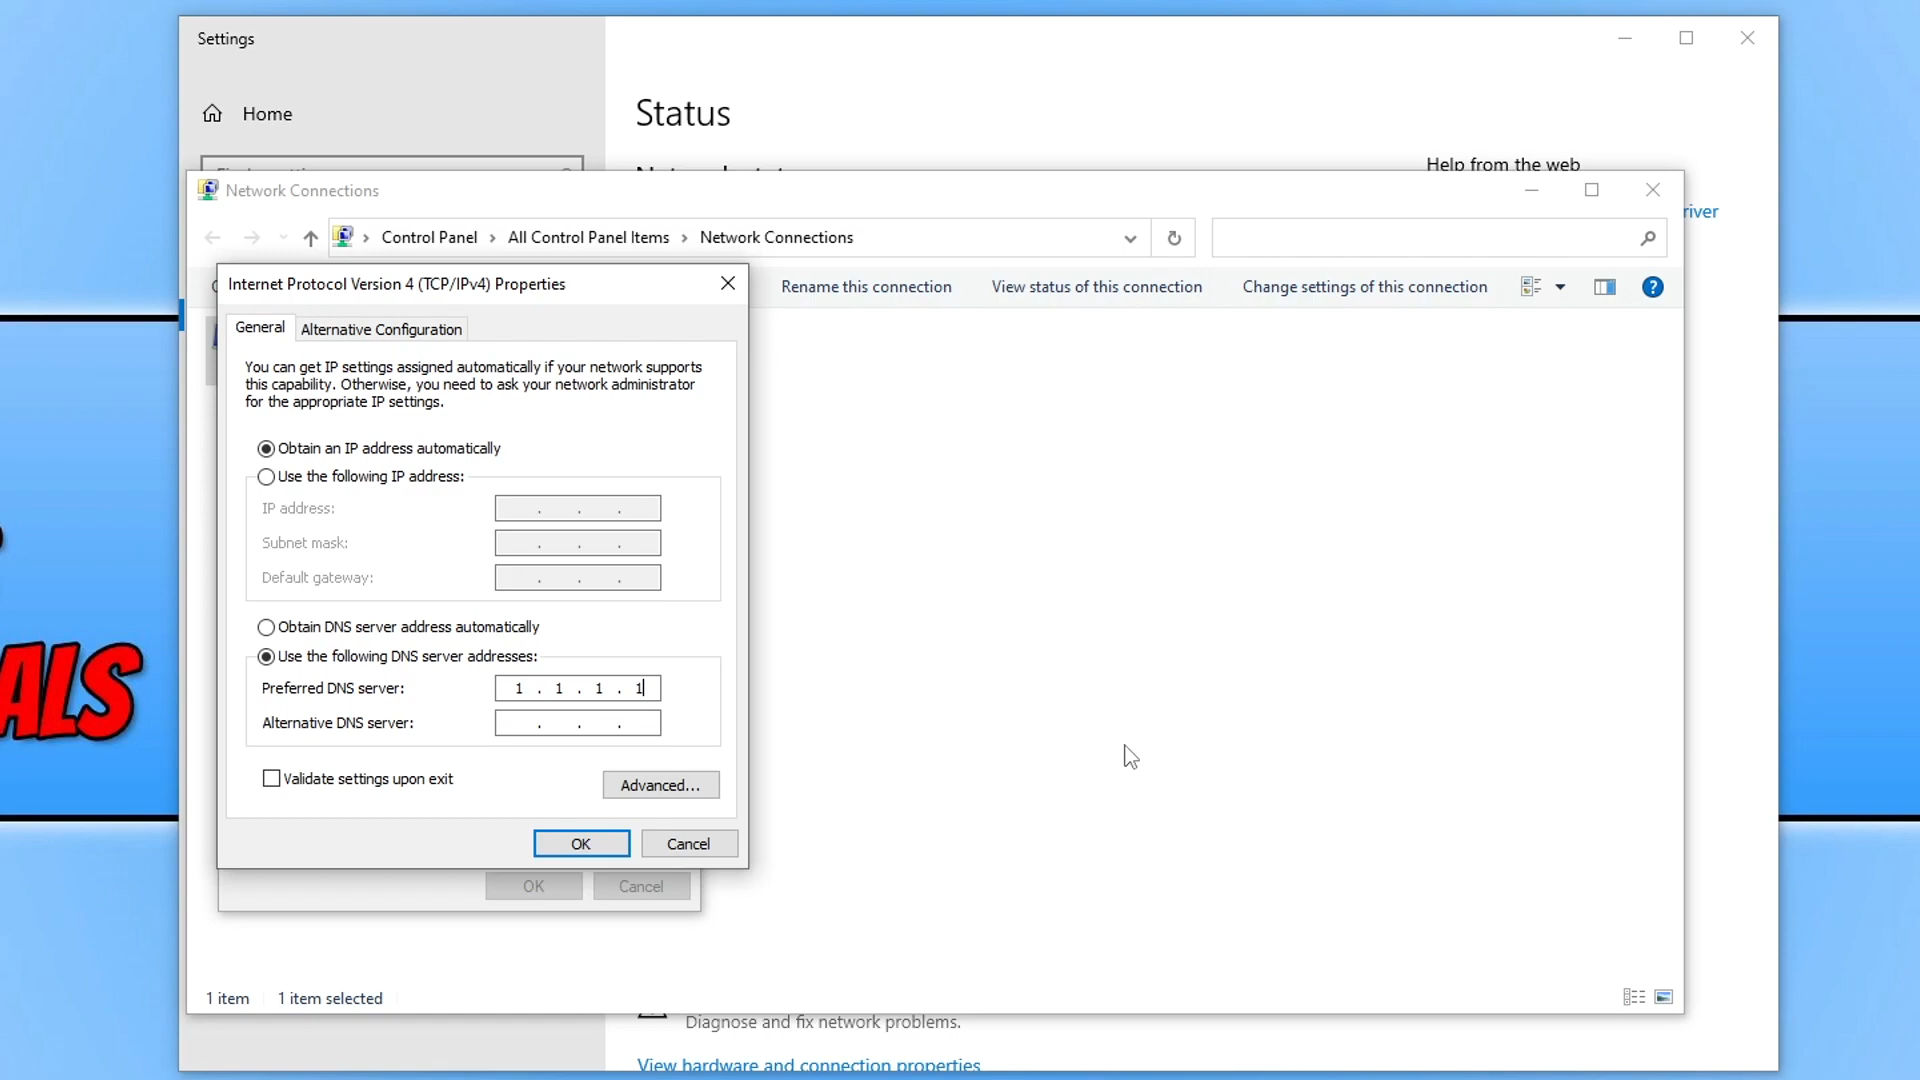 Settings
Home
Status
Help from the web
river
Network Connections
Control Panel
All Control Panel Items
Network Connections
Internet Protocol Version 4 (TCP/IPv4) Properties
Rename this connection
View status of this connection
Change settings of this connection
?
General
Alternative Configuration
You can get IP settings assigned automatically if your network supports
this capability. Otherwise, you need to ask your network administrator
for the appropriate IP settings.
Obtain an IP address automatically
Use the following IP address:
IP address:
. . .
Subnet mask:
. . .
Default gateway:
. . .
Obtain DNS server address automatically
Use the following DNS server addresses:
Preferred DNS server:
1 . 1 . 1 . 1
Alternative DNS server:
. . .
Validate settings upon exit
Advanced...
OK
Cancel
OK
Cancel
ALS
1 item
1 item selected
Diagnose and fix network problems.
View hardware and connection properties